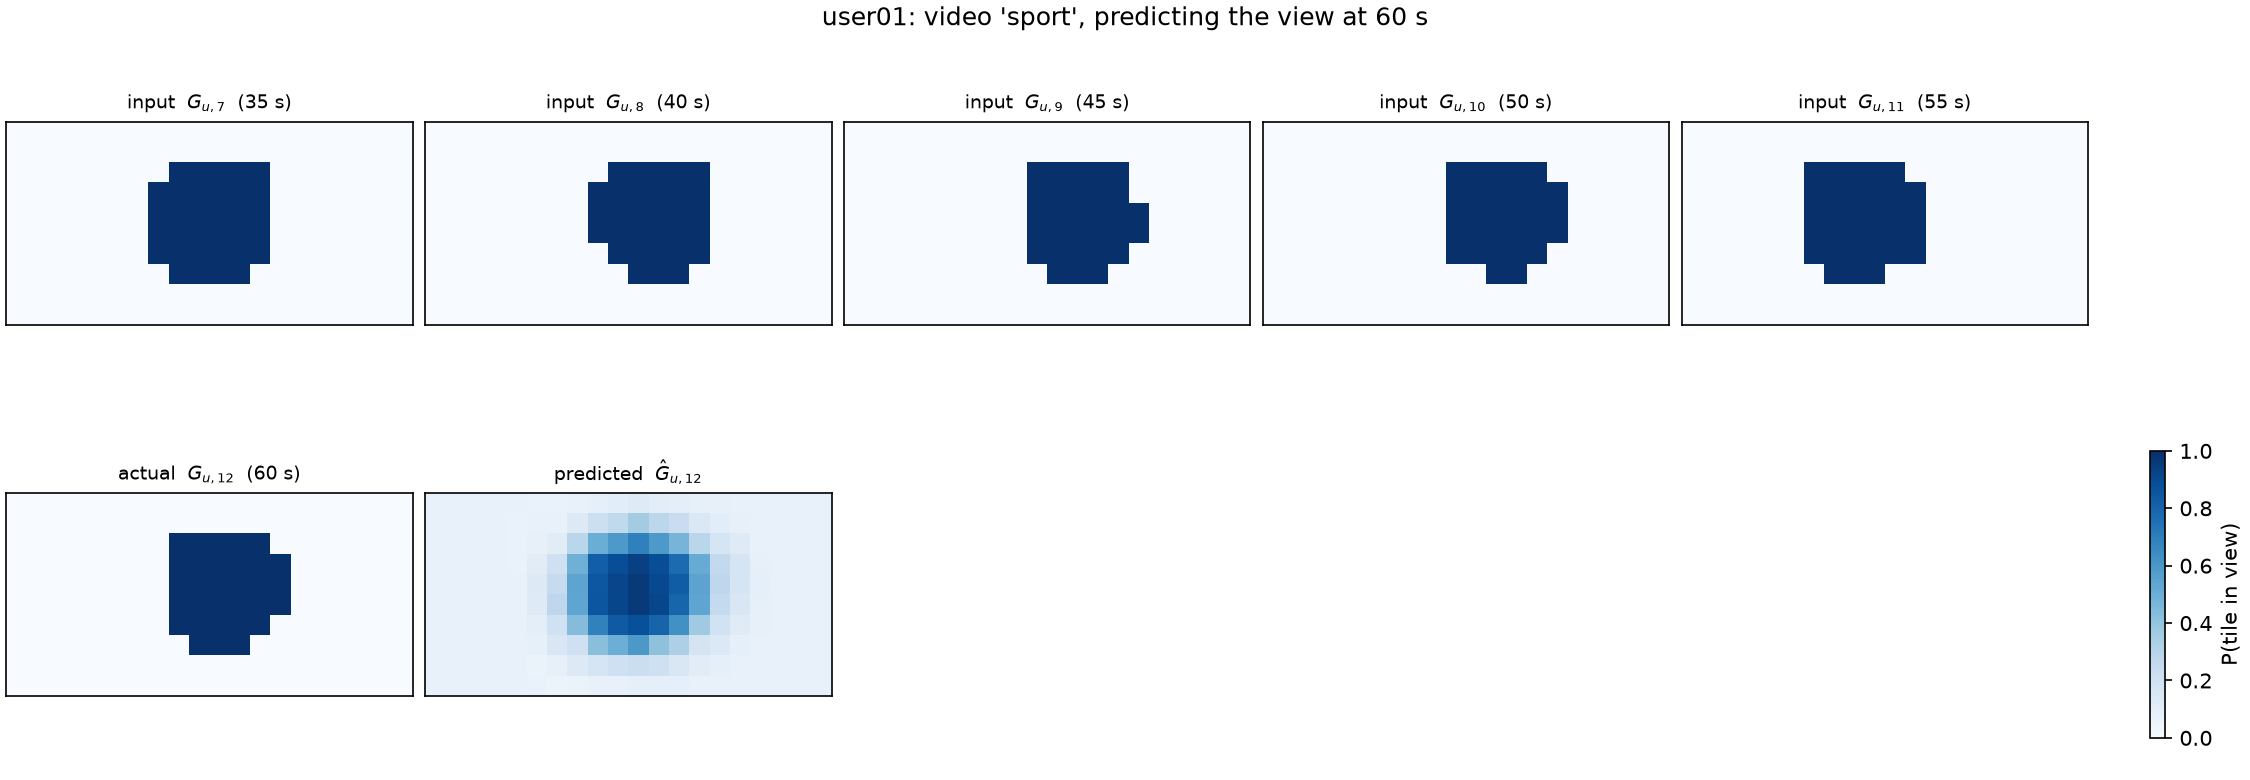 user01: video 'sport', predicting the view at 60 s
input G_{u,7} (35 s)
input G_{u,8} (40 s)
input G_{u,9} (45 s)
input G_{u,10} (50 s)
input G_{u,11} (55 s)
actual G_{u,12} (60 s)
predicted Ĝ_{u,12}
1.0
0.8
0.6
0.4
0.2
0.0
P(tile in view)